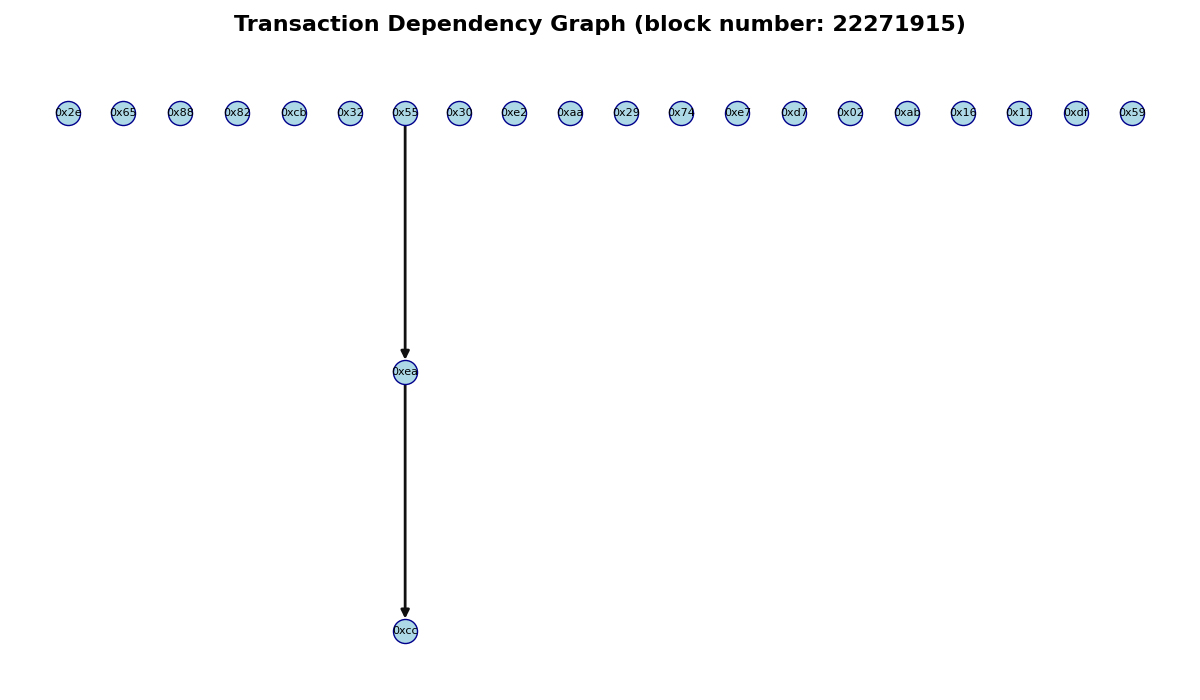 Transaction Dependency Graph (block number: 22271915)
0x2e 0x65 0x88 0x82 0xcb 0x32 0x55 0x30 0xe2 0xaa 0x29 0x74 0xe7 0xd7 0x02 0xab 0x16 0x11 0xdf 0x59
0xea
0xcc